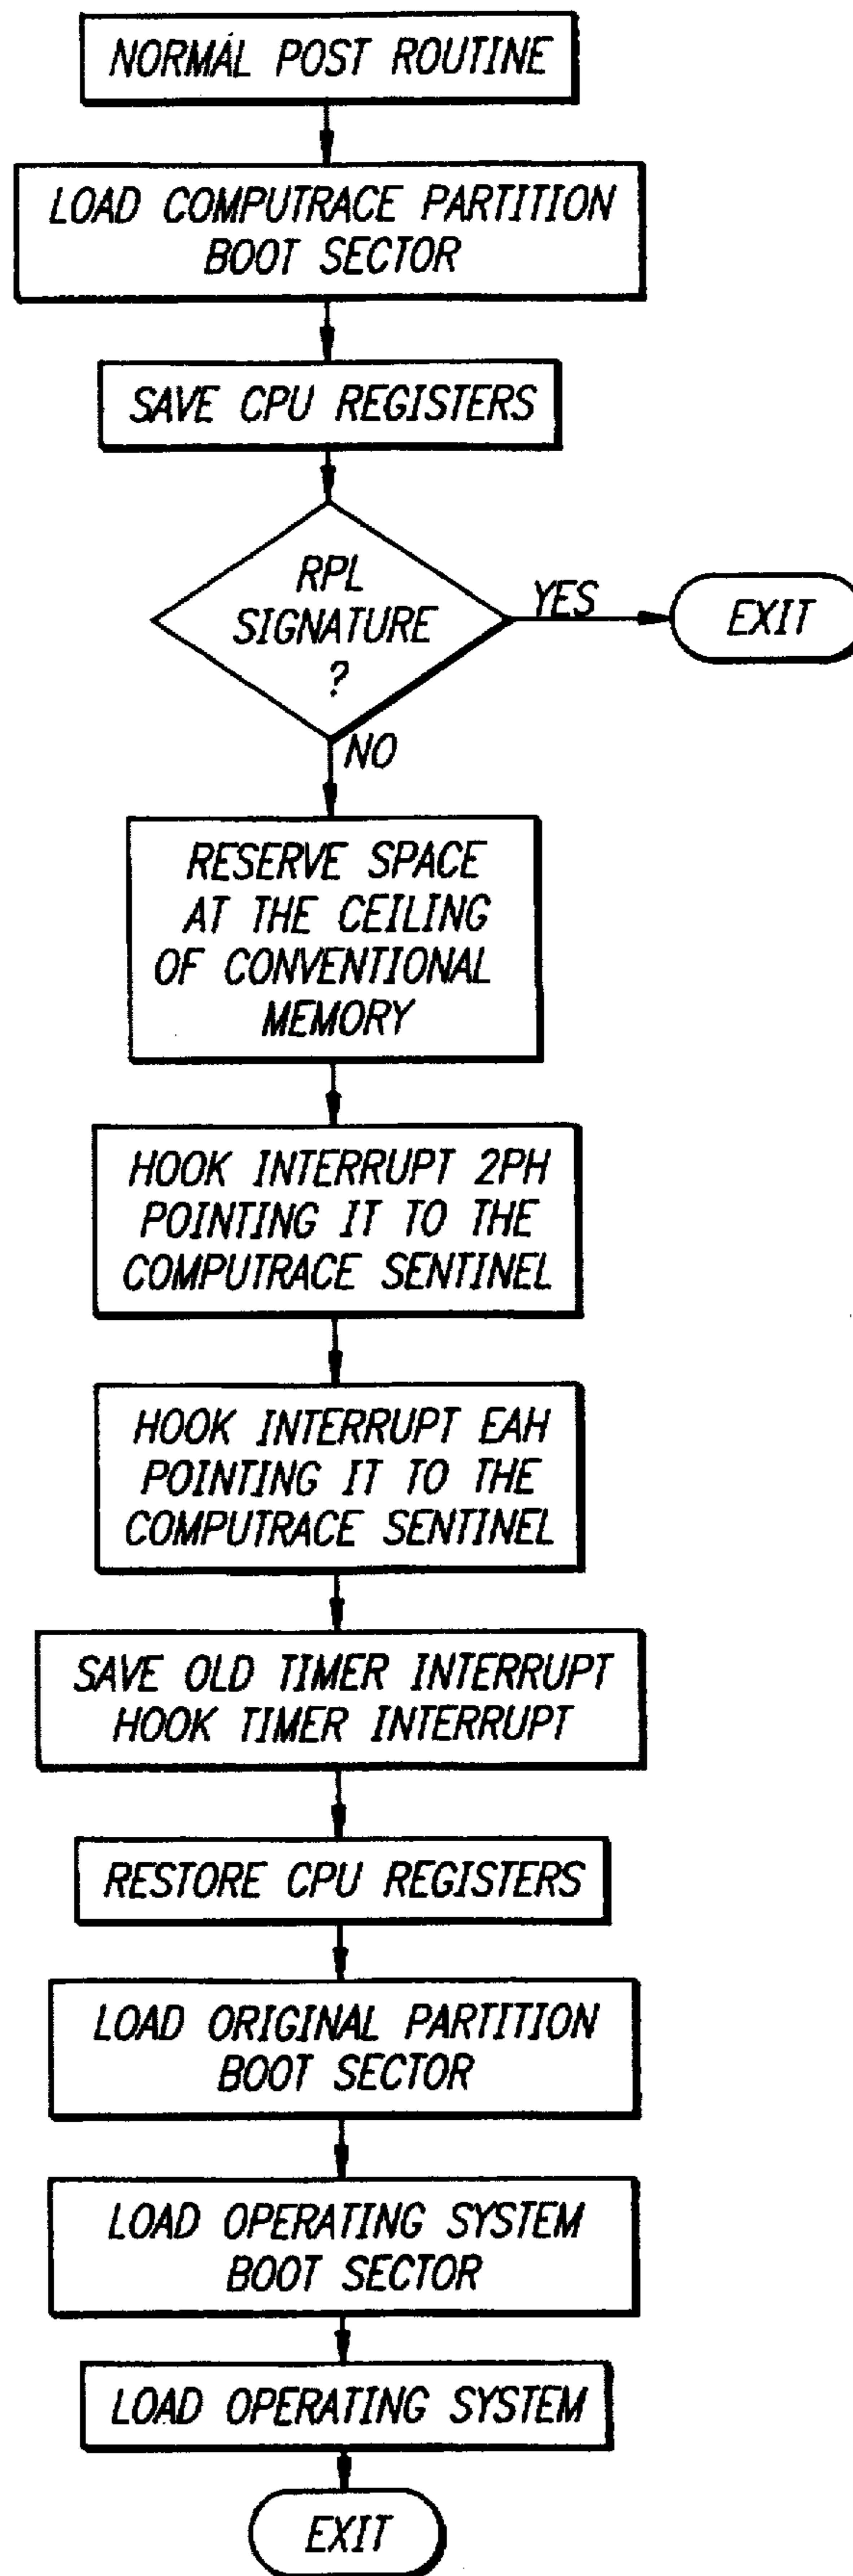 NORMAL POST ROUTINE
LOAD COMPUTRACE PARTITION
BOOT SECTOR
SAVE CPU REGISTERS
RPL
SIGNATURE
?
YES
EXIT
NO
RESERVE SPACE
AT THE CEILING
OF CONVENTIONAL
MEMORY
HOOK INTERRUPT 2PH
POINTING IT TO THE
COMPUTRACE SENTINEL
HOOK INTERRUPT EAH
POINTING IT TO THE
COMPUTRACE SENTINEL
SAVE OLD TIMER INTERRUPT
HOOK TIMER INTERRUPT
RESTORE CPU REGISTERS
LOAD ORIGINAL PARTITION
BOOT SECTOR
LOAD OPERATING SYSTEM
BOOT SECTOR
LOAD OPERATING SYSTEM
EXIT